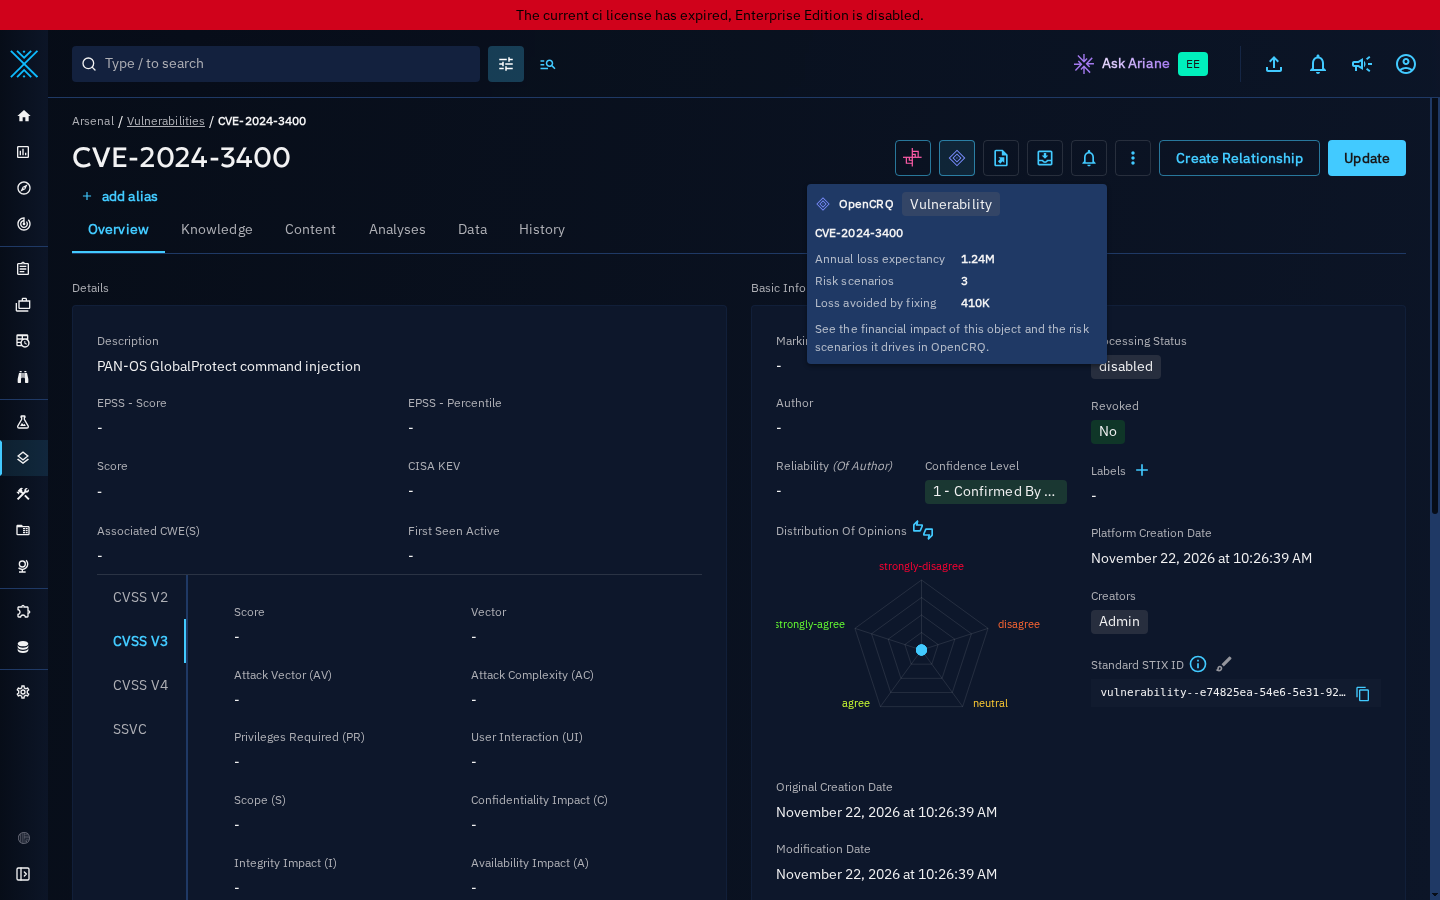 The current ci license has expired, Enterprise Edition is disabled.
Type / to search
Ask Ariane EE
Arsenal / Vulnerabilities / CVE-2024-3400
CVE-2024-3400
Create Relationship
Update
+ add alias
OpenCRQ Vulnerability
CVE-2024-3400
Annual loss expectancy 1.24M
Risk scenarios 3
Loss avoided by fixing 410K
See the financial impact of this object and the risk
scenarios it drives in OpenCRQ.
Overview Knowledge Content Analyses Data History
Details
Description
PAN-OS GlobalProtect command injection
EPSS - Score EPSS - Percentile
- -
Score CISA KEV
- -
Associated CWE(S) First Seen Active
- -
CVSS V2
CVSS V3
CVSS V4
SSVC
Score Vector
- -
Attack Vector (AV) Attack Complexity (AC)
- -
Privileges Required (PR) User Interaction (UI)
- -
Scope (S) Confidentiality Impact (C)
- -
Integrity Impact (I) Availability Impact (A)
- -
Basic Info
-
Author
-
Reliability (Of Author) Confidence Level
- 1 - Confirmed By ...
Distribution Of Opinions
strongly-disagree
strongly-agree disagree
agree neutral
Original Creation Date
November 22, 2026 at 10:26:39 AM
Modification Date
November 22, 2026 at 10:26:39 AM
Status
disabled
Revoked
No
Labels +
-
Platform Creation Date
November 22, 2026 at 10:26:39 AM
Creators
Admin
Standard STIX ID
vulnerability--e74825ea-54e6-5e31-92...